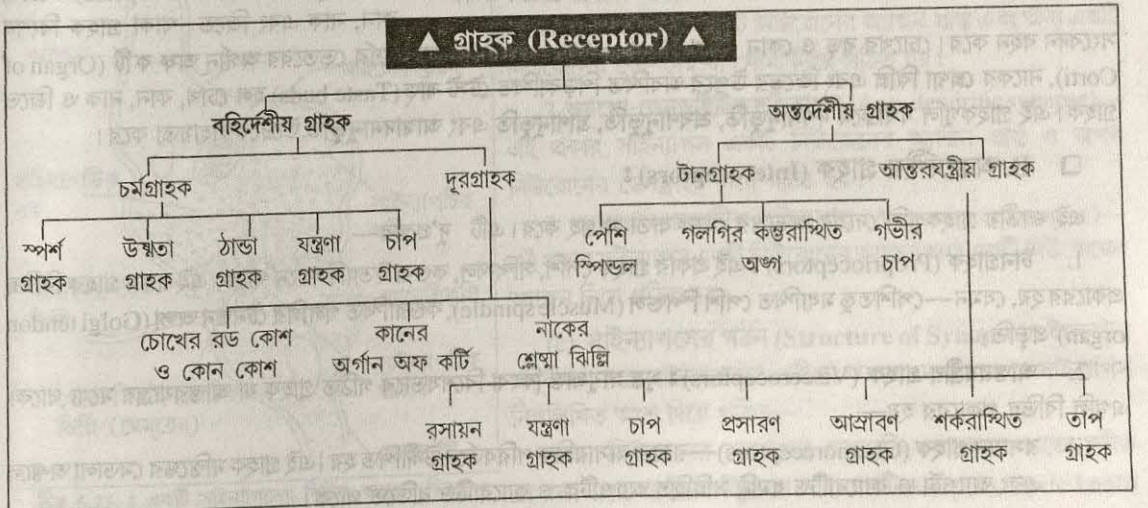 ▲ গ্রাহক (Receptor) ▲
বহির্দেশীয় গ্রাহক
অন্তর্দেশীয় গ্রাহক
চর্মগ্রাহক
দূরগ্রাহক
টানগ্রাহক
আন্তরযন্ত্রীয় গ্রাহক
স্পর্শ
গ্রাহক
উষ্মতা
গ্রাহক
ঠান্ডা
গ্রাহক
যন্ত্রণা
গ্রাহক
চাপ
গ্রাহক
পেশি
স্পিন্ডল
গলগির কন্ডরাস্থিত
অঙ্গ
গভীর
চাপ
চোখের রড কোশ
ও কোন কোশ
কানের
অর্গান অফ কর্টি
নাকের
শ্লেষ্মা ঝিল্লি
রসায়ন
গ্রাহক
যন্ত্রণা
গ্রাহক
চাপ
গ্রাহক
প্রসারণ
গ্রাহক
আস্রাবণ
গ্রাহক
শর্করাস্থিত
গ্রাহক
তাপ
গ্রাহক